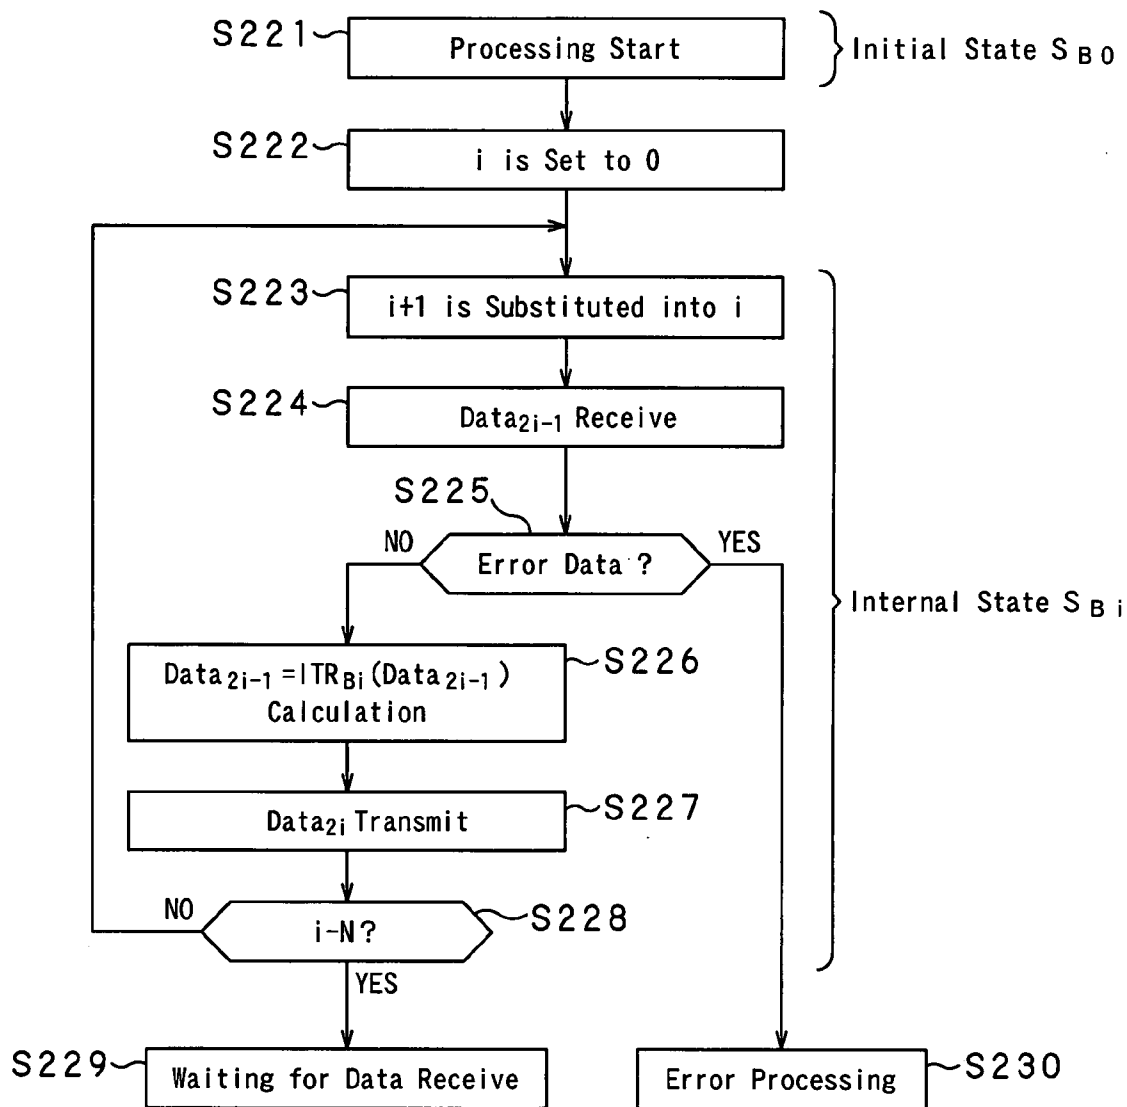 S221
Processing Start
Initial State S B0
S222
i is Set to 0
S223
i+1 is Substituted into i
S224
Data2i-1 Receive
S225
NO
Error Data ?
YES
Internal State S Bi
Data2i-1=ITRBi(Data2i-1)
Calculation
S226
Data2i Transmit
S227
NO
i-N?
S228
YES
S229
Waiting for Data Receive
Error Processing
S230